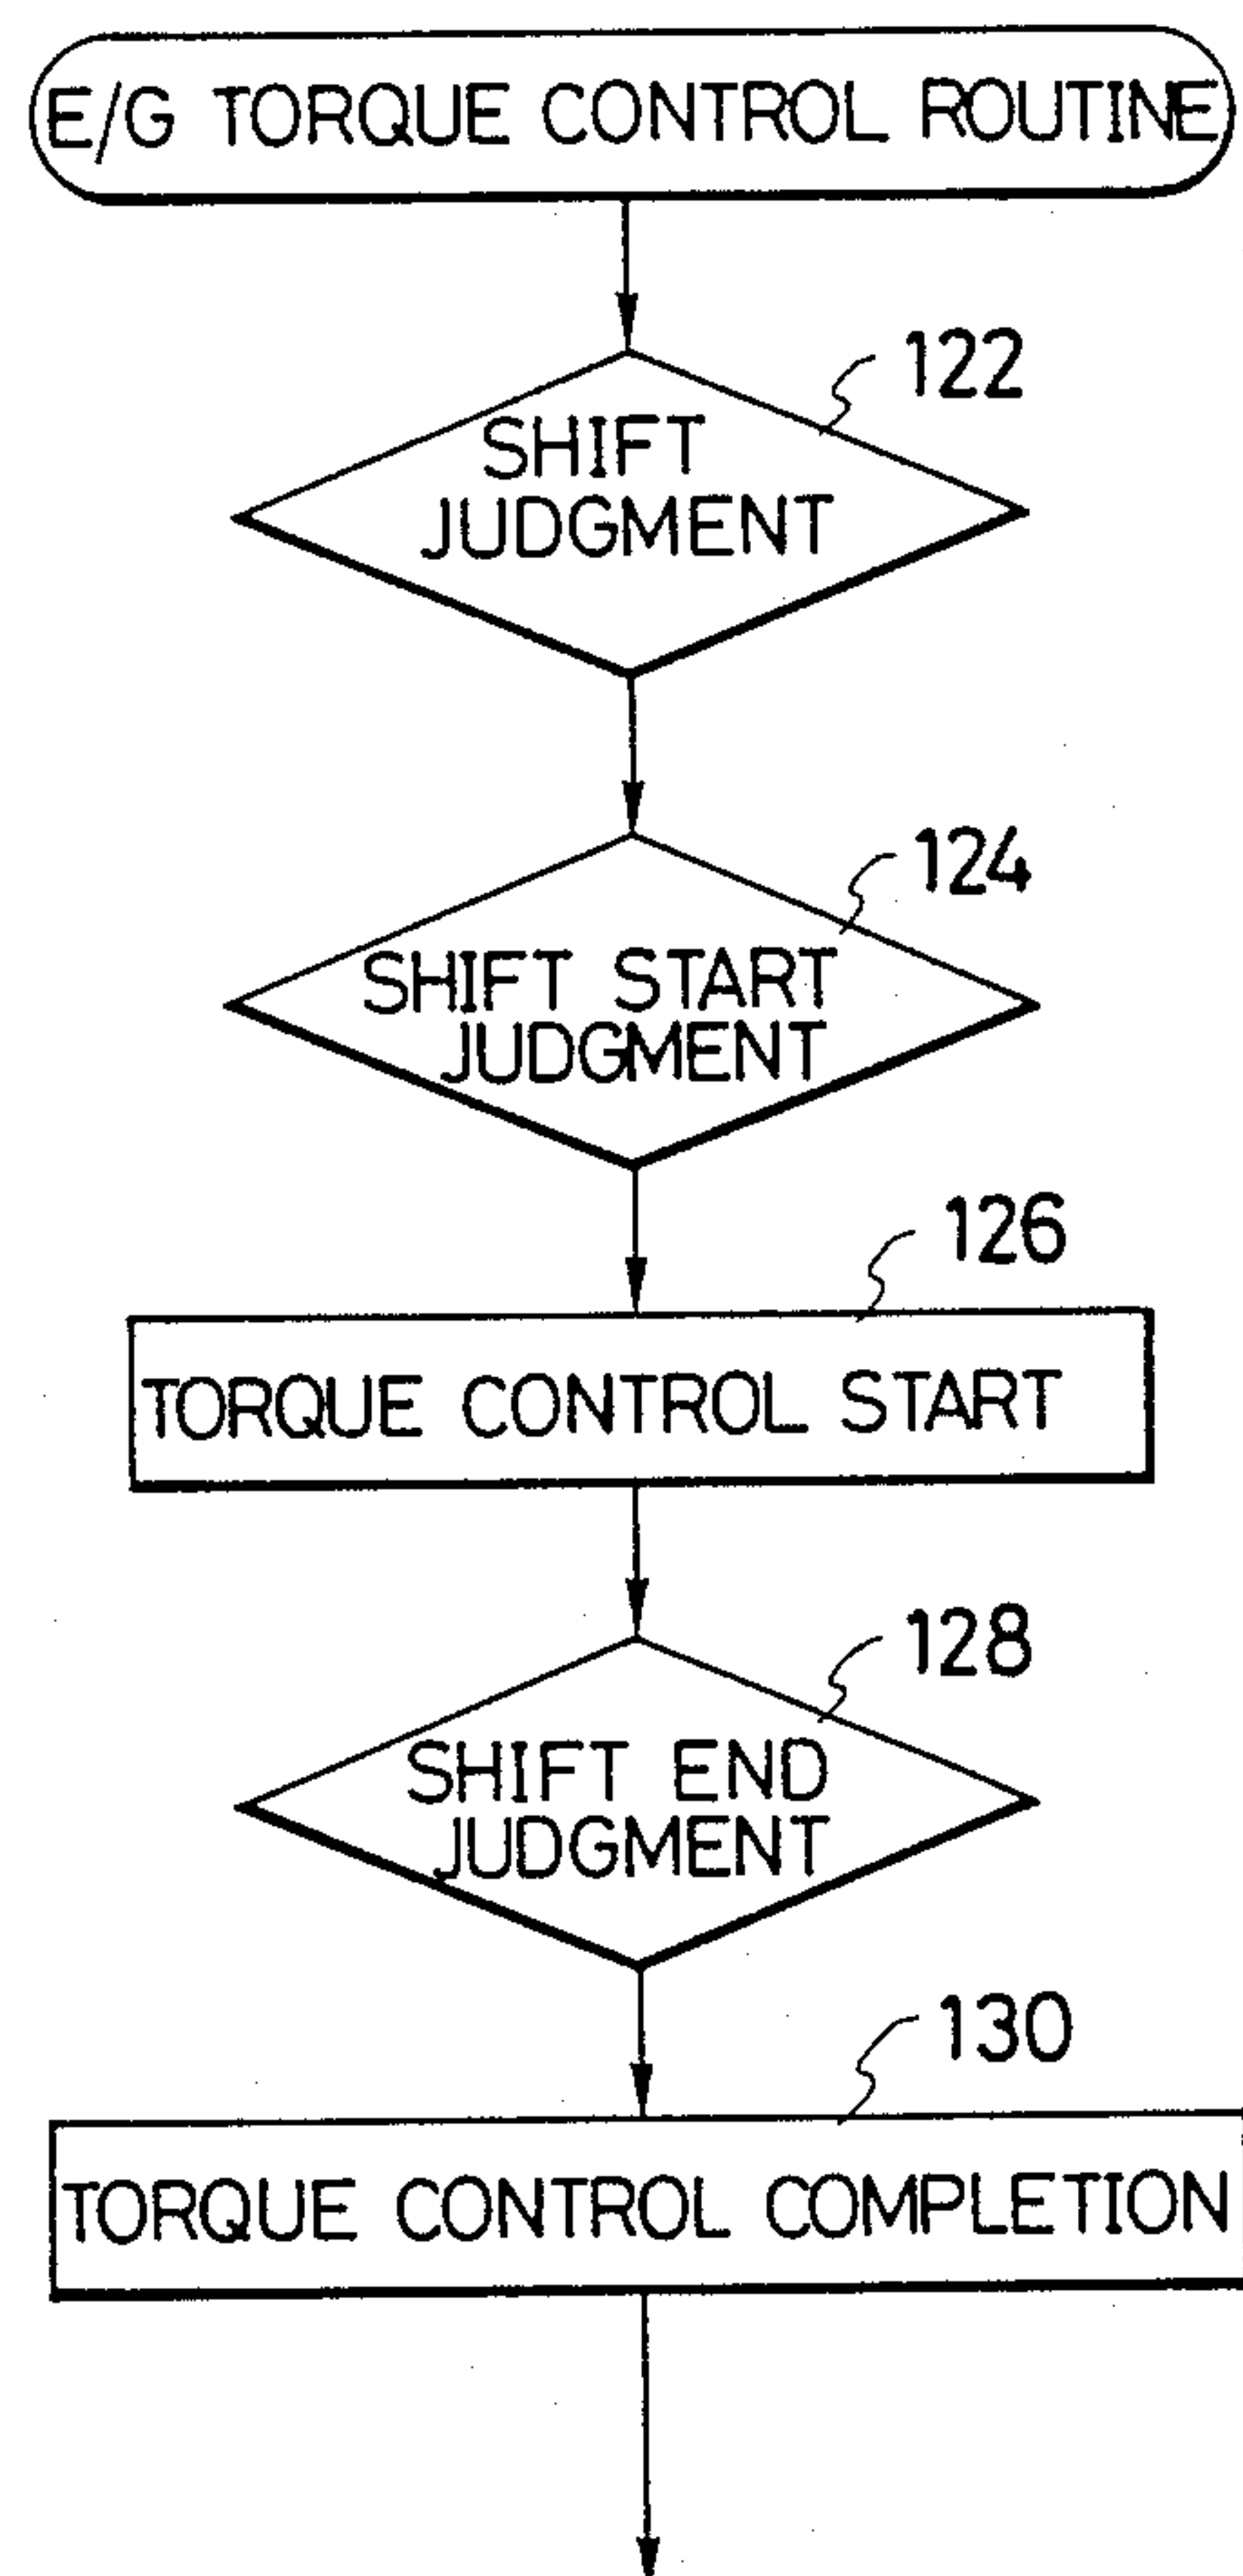 E/G TORQUE CONTROL ROUTINE
122
SHIFT
JUDGMENT
124
SHIFT START
JUDGMENT
126
TORQUE CONTROL START
128
SHIFT END
JUDGMENT
130
TORQUE CONTROL COMPLETION